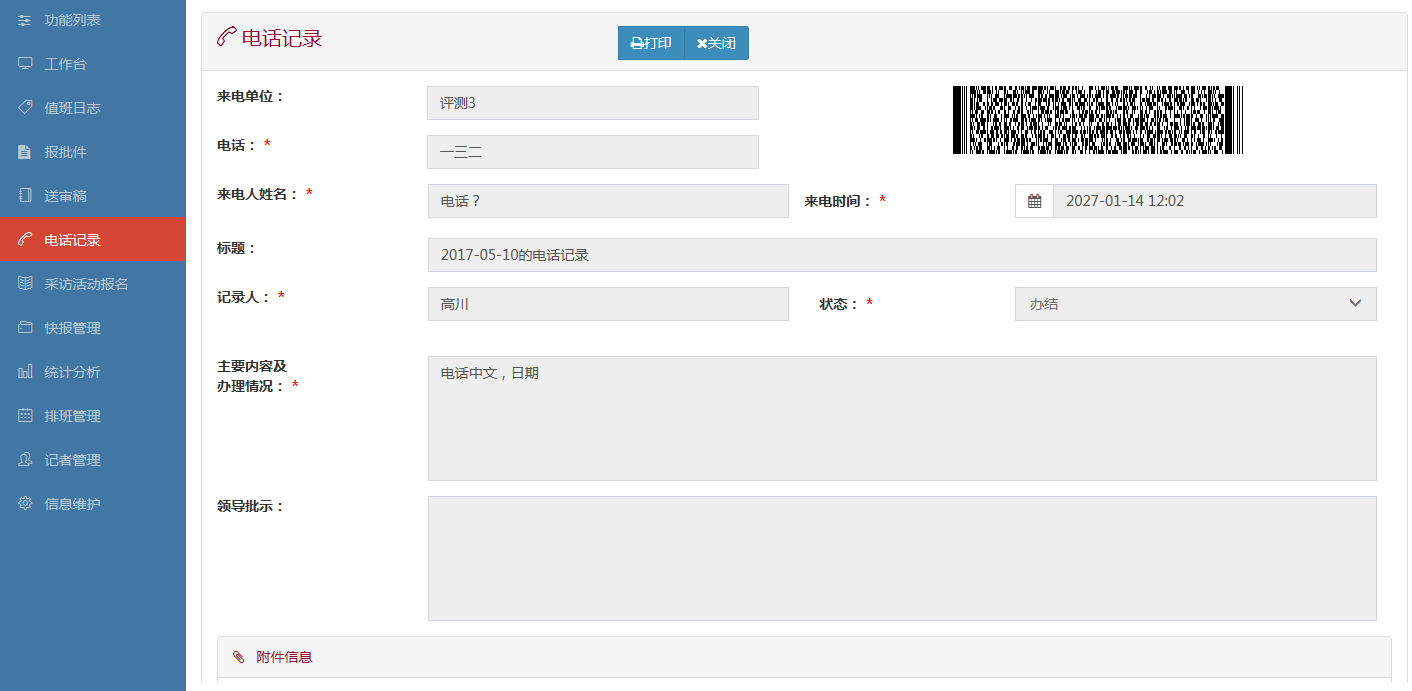 功能列表
工作台
值班日志
报批件
送审稿
电话记录
采访活动报名
快报管理
统计分析
排班管理
记者管理
信息维护
电话记录
打印 关闭
来电单位： 评测3
电话： * 一三二
来电人姓名： * 电话？ 来电时间： * 2027-01-14 12:02
标题： 2017-05-10的电话记录
记录人： * 高川 状态： * 办结
主要内容及
办理情况： * 电话中文，日期
领导批示：
附件信息